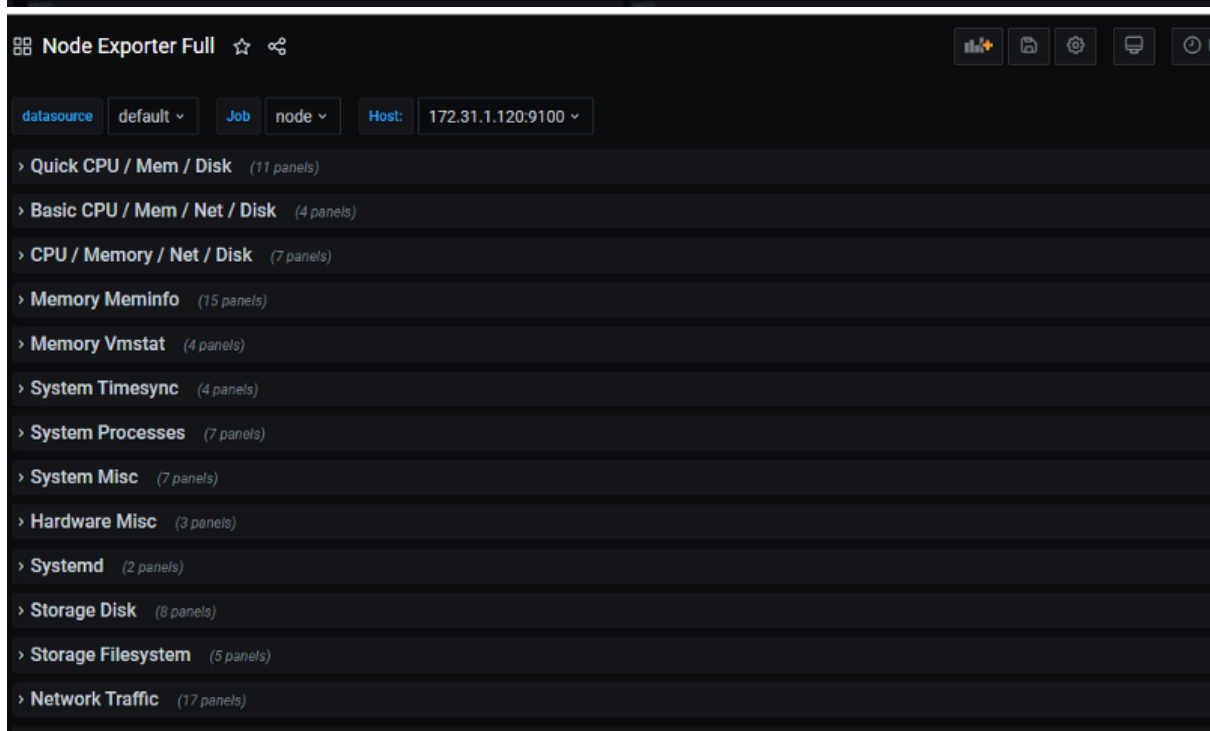 Node Exporter Full
datasource default Job node Host: 172.31.1.120:9100
Quick CPU / Mem / Disk (11 panels)
Basic CPU / Mem / Net / Disk (4 panels)
CPU / Memory / Net / Disk (7 panels)
Memory Meminfo (15 panels)
Memory Vmstat (4 panels)
System Timesync (4 panels)
System Processes (7 panels)
System Misc (7 panels)
Hardware Misc (3 panels)
Systemd (2 panels)
Storage Disk (8 panels)
Storage Filesystem (5 panels)
Network Traffic (17 panels)